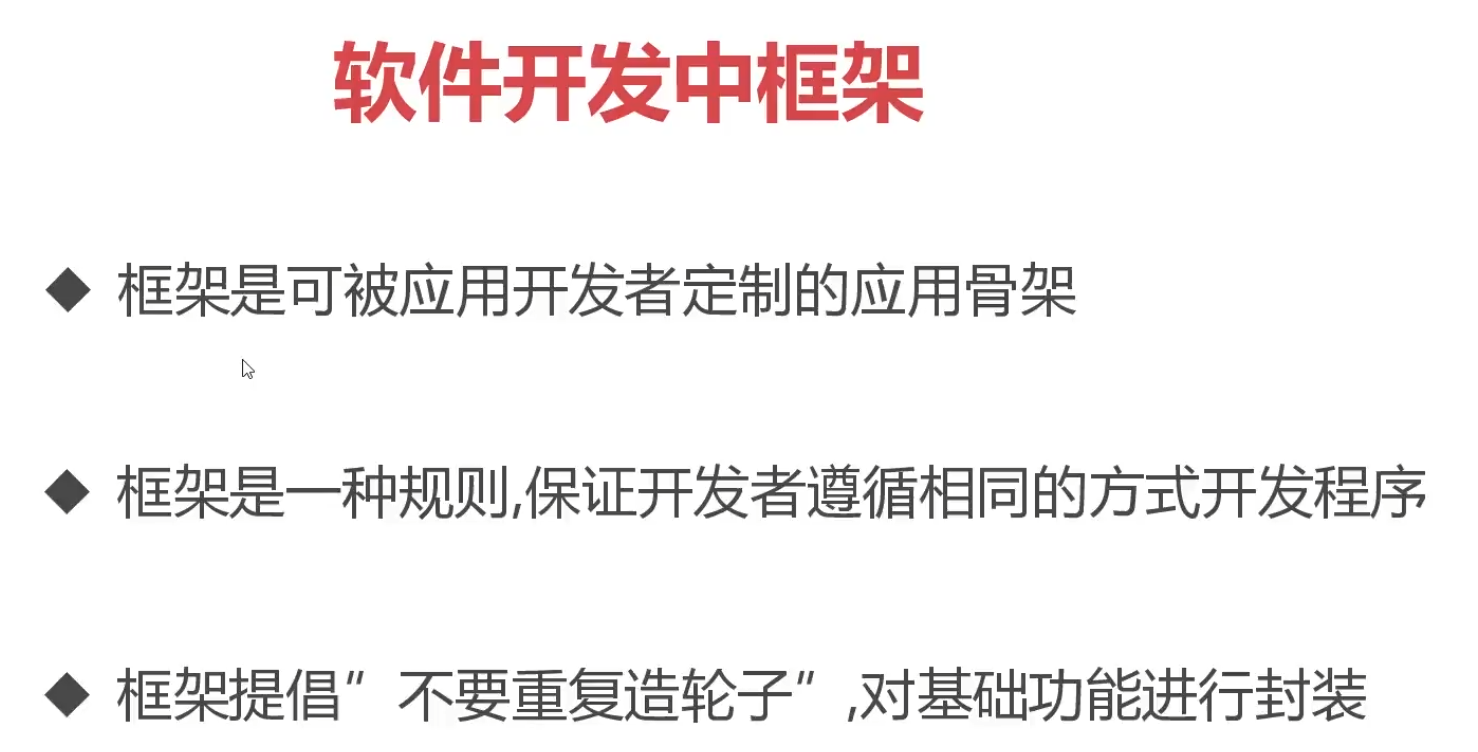 软件开发中框架
◆ 框架是可被应用开发者定制的应用骨架
◆ 框架是一种规则,保证开发者遵循相同的方式开发程序
◆ 框架提倡”不要重复造轮子”,对基础功能进行封装